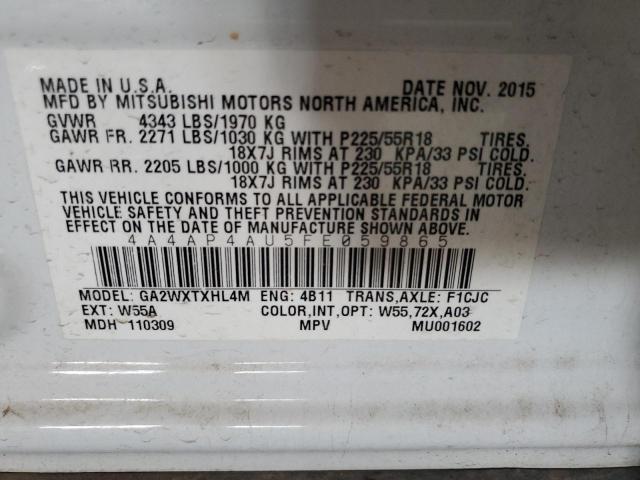 MADE IN U.S.A. DATE NOV. 2015
MFD BY MITSUBISHI MOTORS NORTH AMERICA, INC.
GVWR 4343 LBS/1970 KG
GAWR FR. 2271 LBS/1030 KG WITH P225/55R18 TIRES,
18X7J RIMS AT 230 KPA/33 PSI COLD.
GAWR RR. 2205 LBS/1000 KG WITH P225/55R18 TIRES,
18X7J RIMS AT 230 KPA/33 PSI COLD.
THIS VEHICLE CONFORMS TO ALL APPLICABLE FEDERAL MOTOR
VEHICLE SAFETY AND THEFT PREVENTION STANDARDS IN
EFFECT ON THE DATE OF MANUFACTURE SHOWN ABOVE.
4A4AP4AU5FE059865
MODEL: GA2WXTXHL4M ENG: 4B11 TRANS,AXLE: F1CJC
EXT: W55A COLOR,INT,OPT: W55,72X,A03
MDH 110309 MPV MU001602